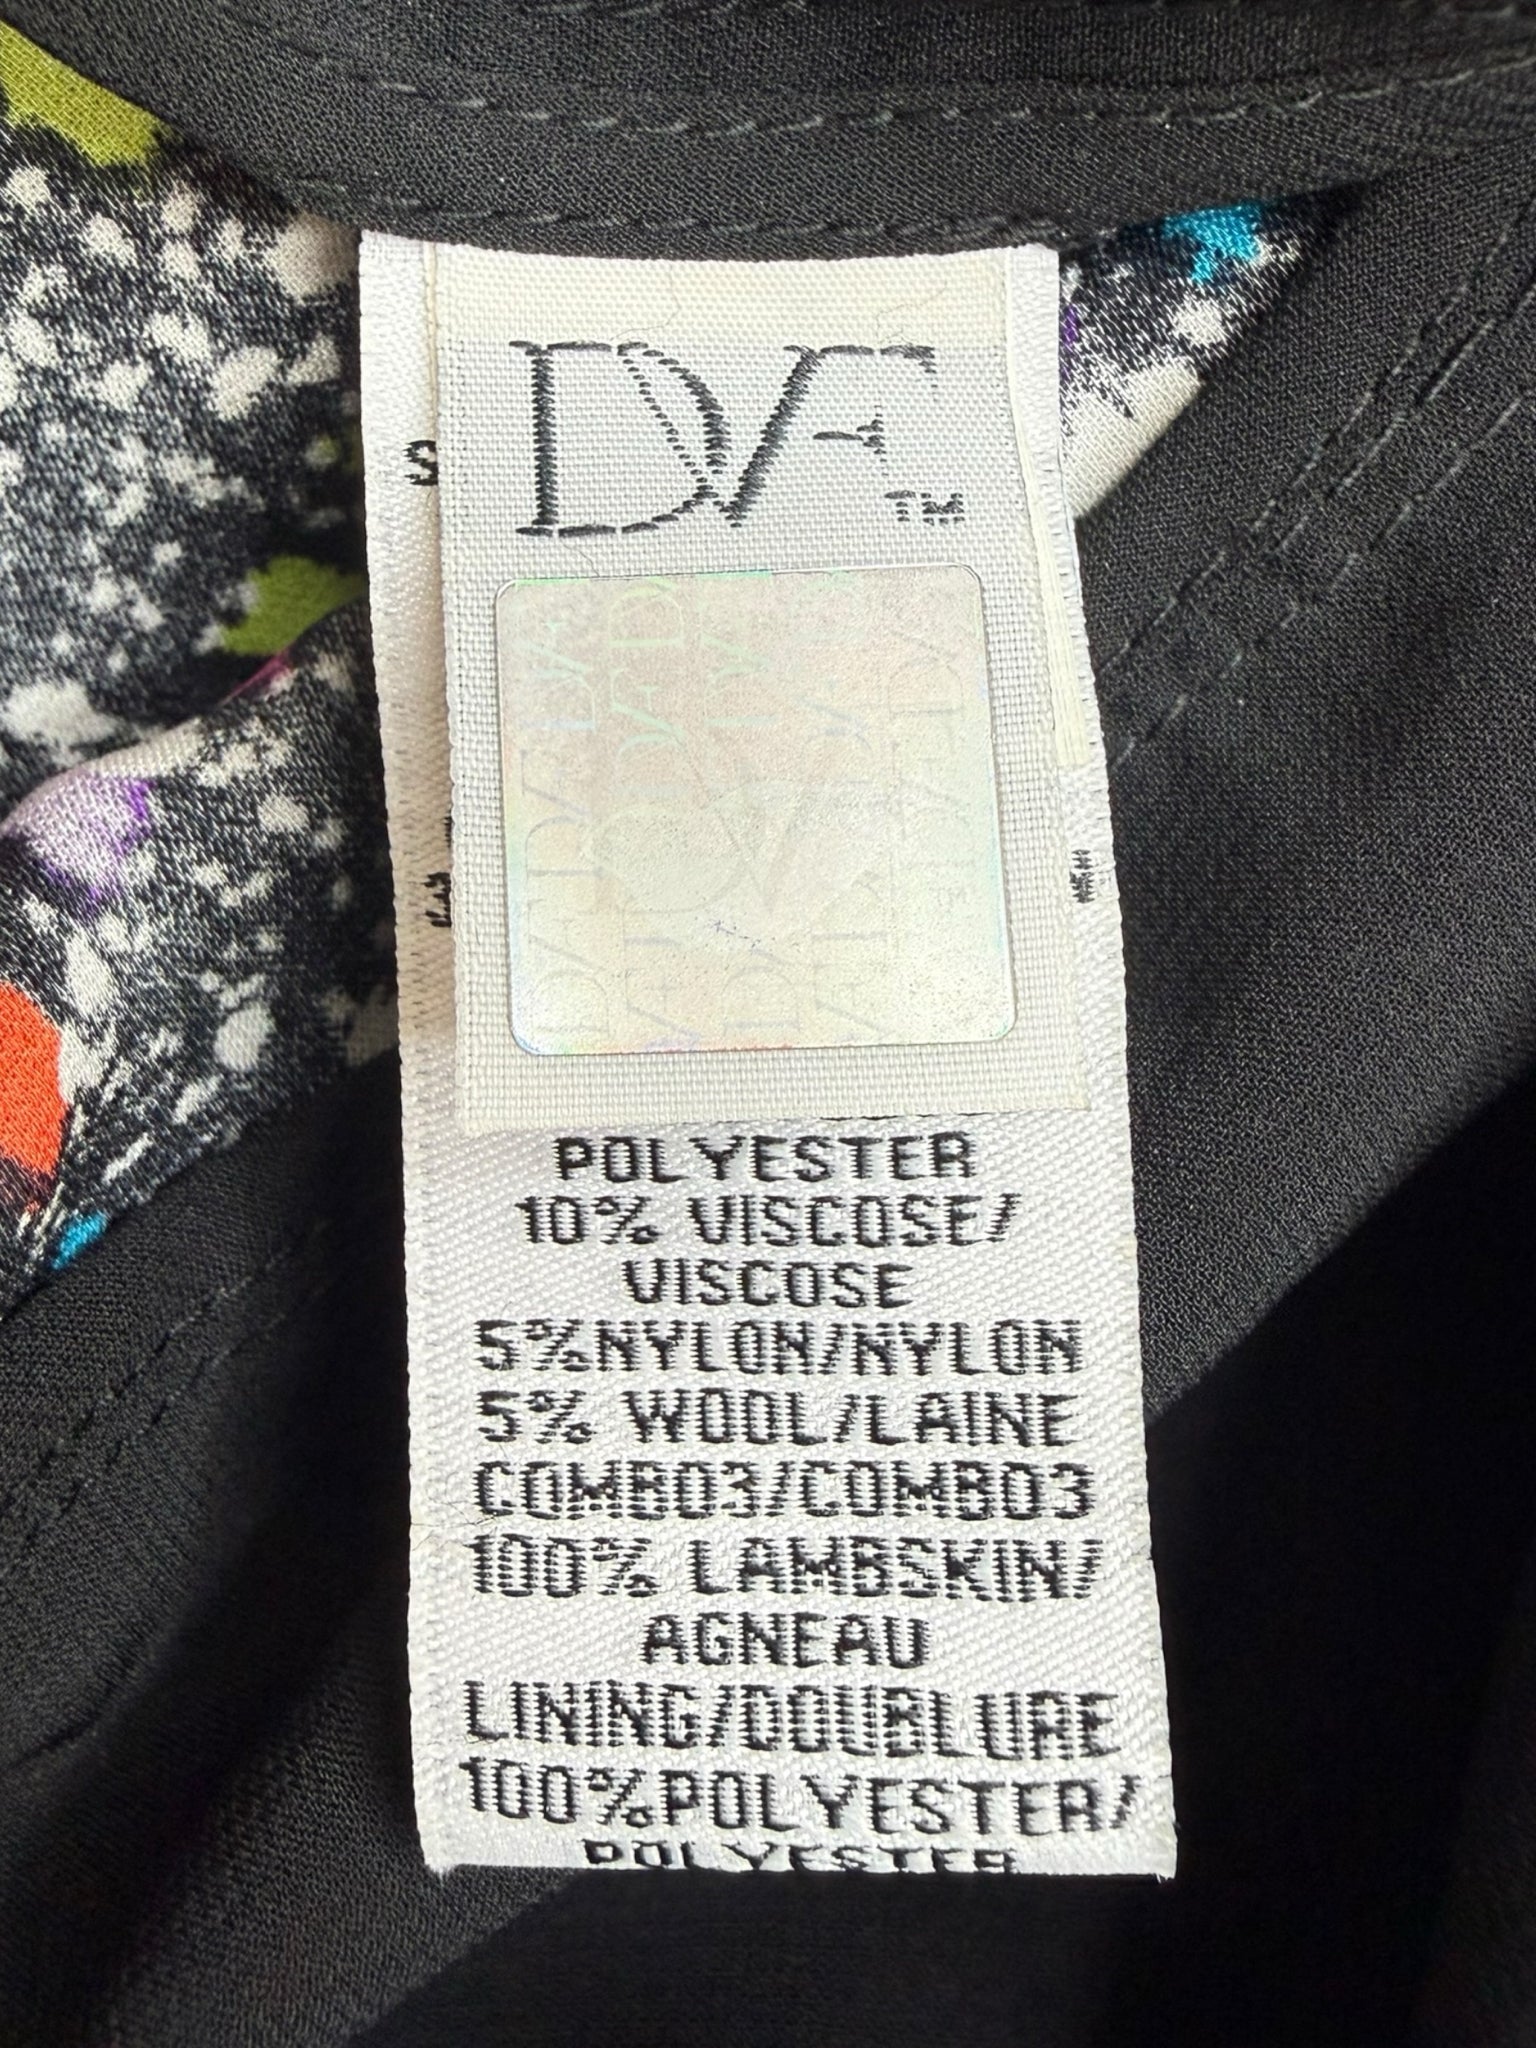 DVF
TM
S
POLYESTER
10% VISCOSE/
VISCOSE
5%NYLON/NYLON
5% WOOL/LAINE
COMBO3/COMBO3
100% LAMBSKIN/
AGNEAU
LINING/DOUBLURE
100%POLYESTER/
POLYESTER